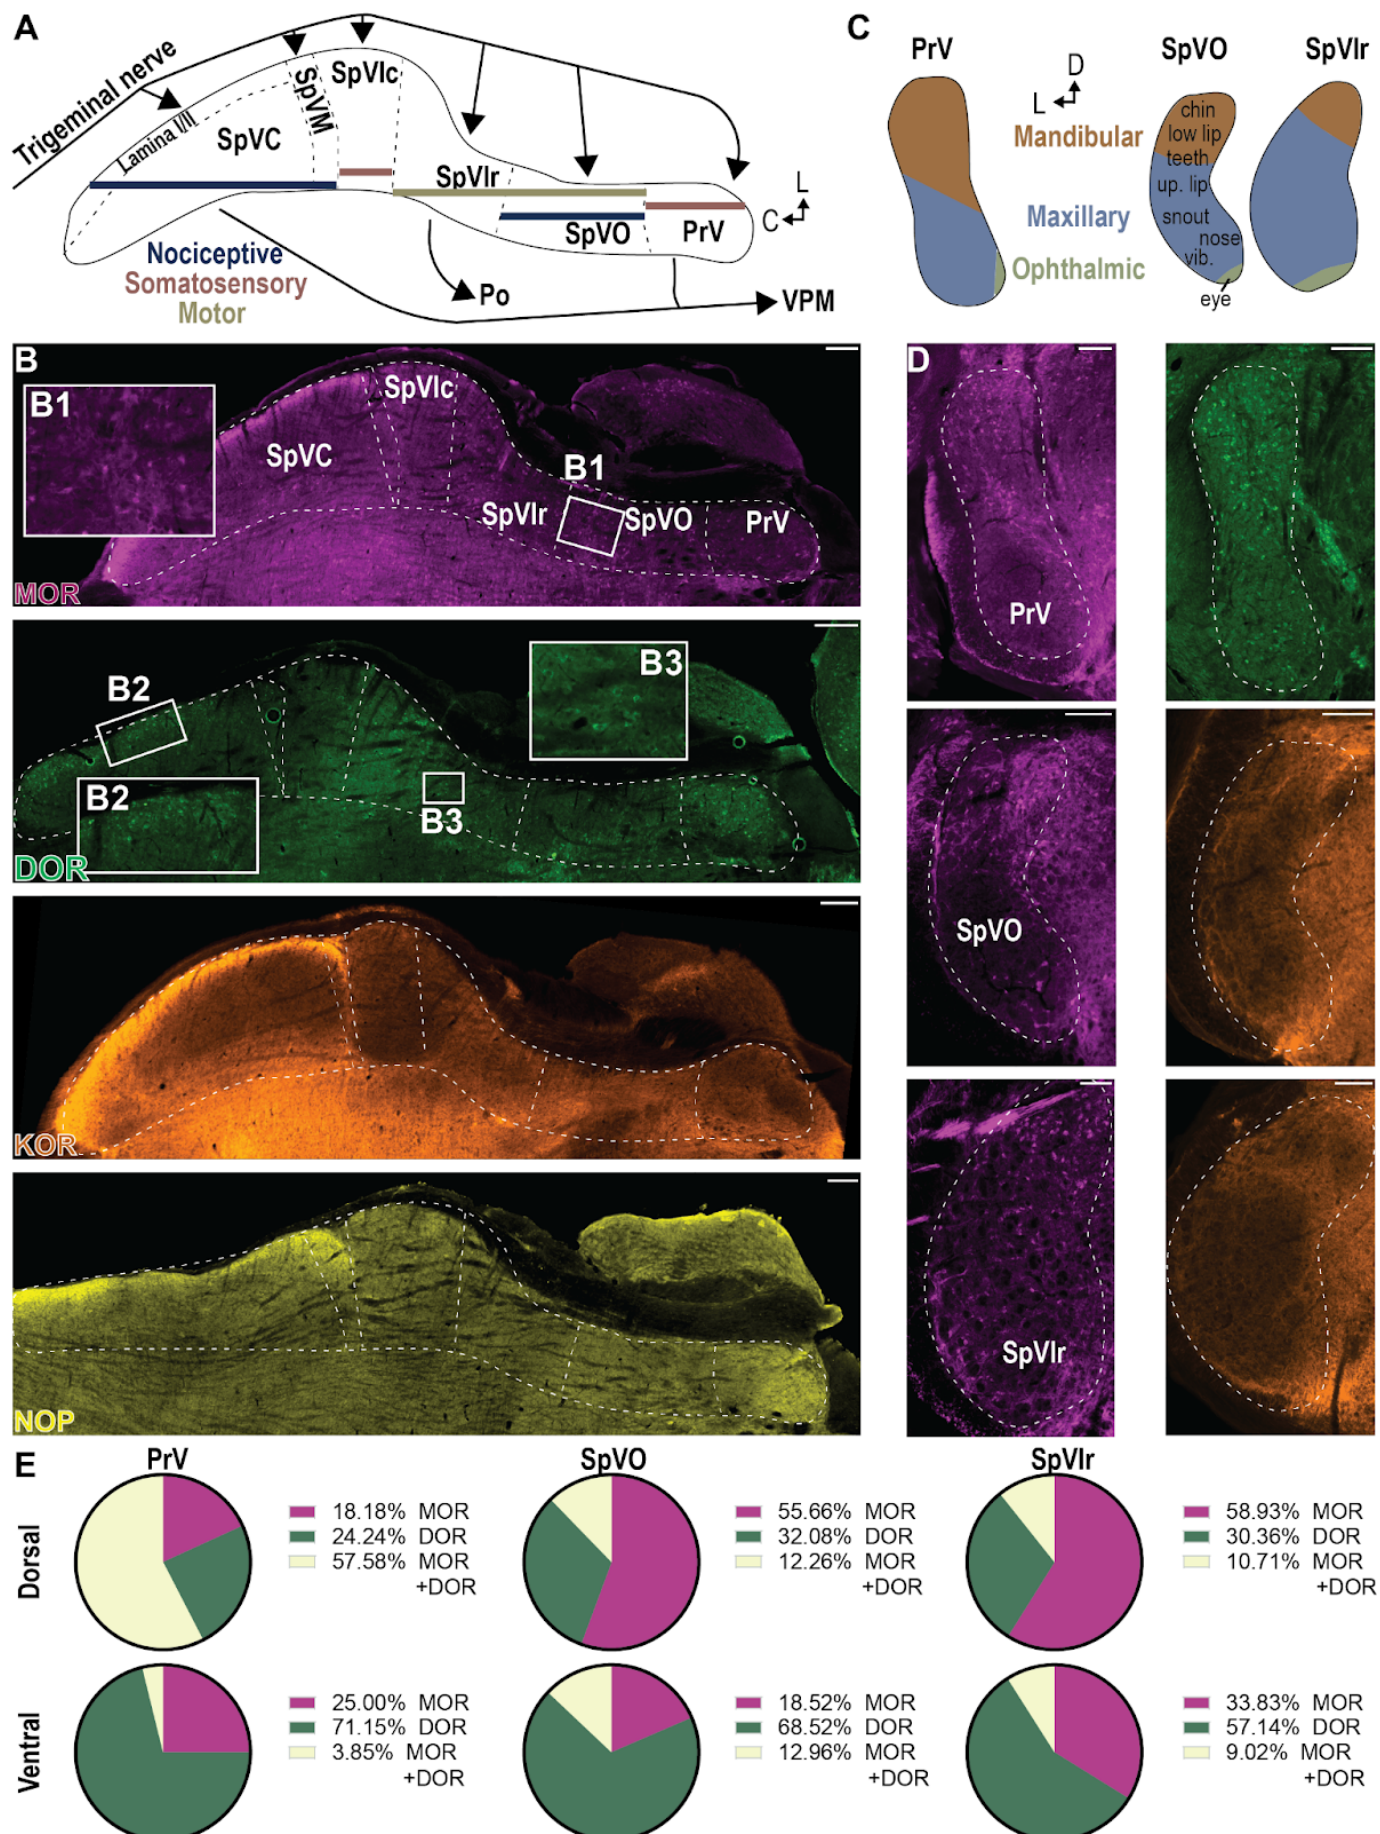 A
Trigeminal nerve
Lamina I/II
SpVC
SpVM
SpVIc
SpVIr
SpVO
PrV
L
C
Nociceptive
Somatosensory
Motor
Po
VPM
C
PrV
SpVO
SpVIr
D
L
Mandibular
Maxillary
Ophthalmic
chin
low lip
teeth
up. lip
snout
nose
vib.
eye
B
B1
SpVIc
SpVC
B1
SpVIr
SpVO
PrV
MOR
B2
B3
B2
B3
DOR
KOR
NOP
D
PrV
SpVO
SpVIr
E
PrV
SpVO
SpVIr
Dorsal
18.18% MOR
24.24% DOR
57.58% MOR
+DOR
55.66% MOR
32.08% DOR
12.26% MOR
+DOR
58.93% MOR
30.36% DOR
10.71% MOR
+DOR
Ventral
25.00% MOR
71.15% DOR
3.85% MOR
+DOR
18.52% MOR
68.52% DOR
12.96% MOR
+DOR
33.83% MOR
57.14% DOR
9.02% MOR
+DOR